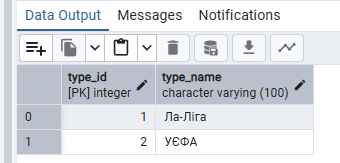 Data Output Messages Notifications
type_id type_name
[PK] integer character varying (100)
0 1 Ла-Ліга
1 2 УЄФА